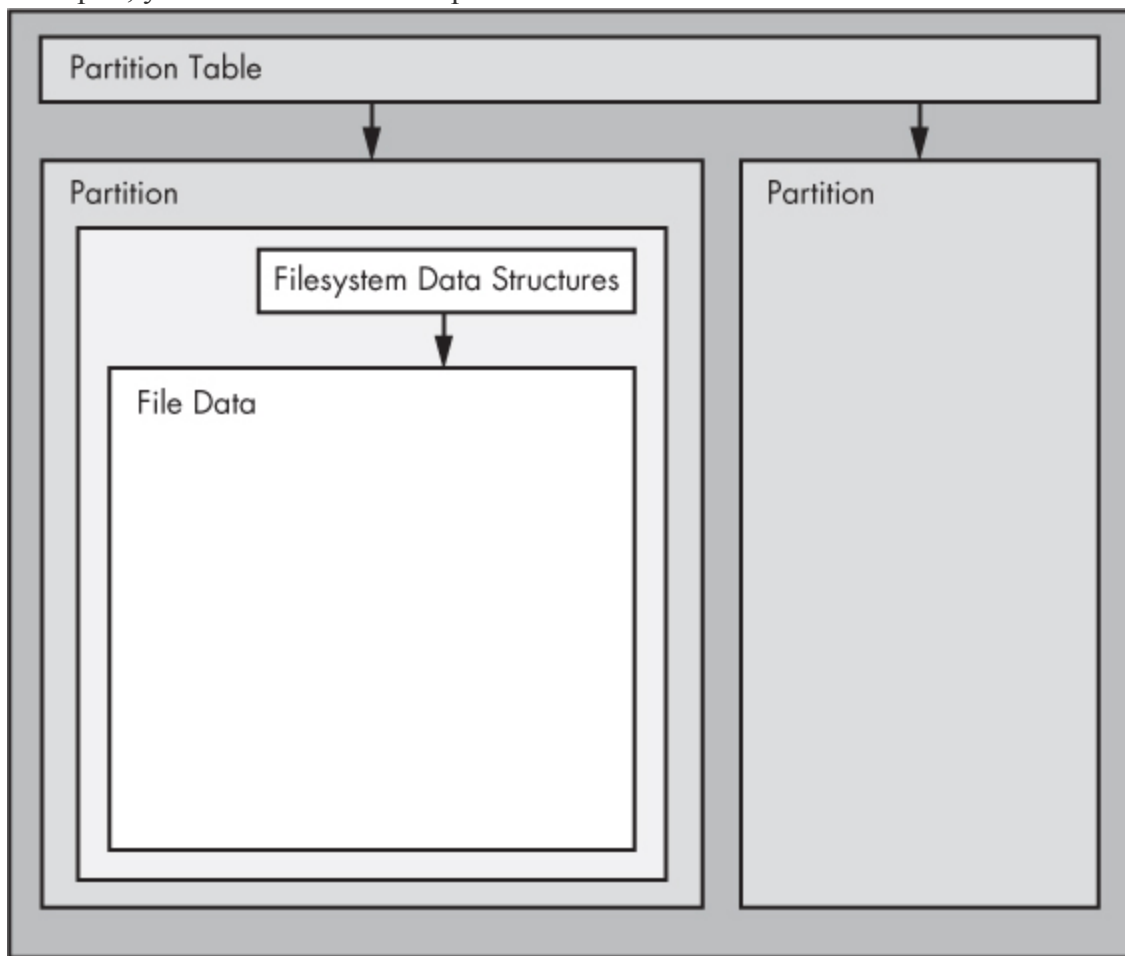 Partition Table
Partition
Partition
Filesystem Data Structures
File Data